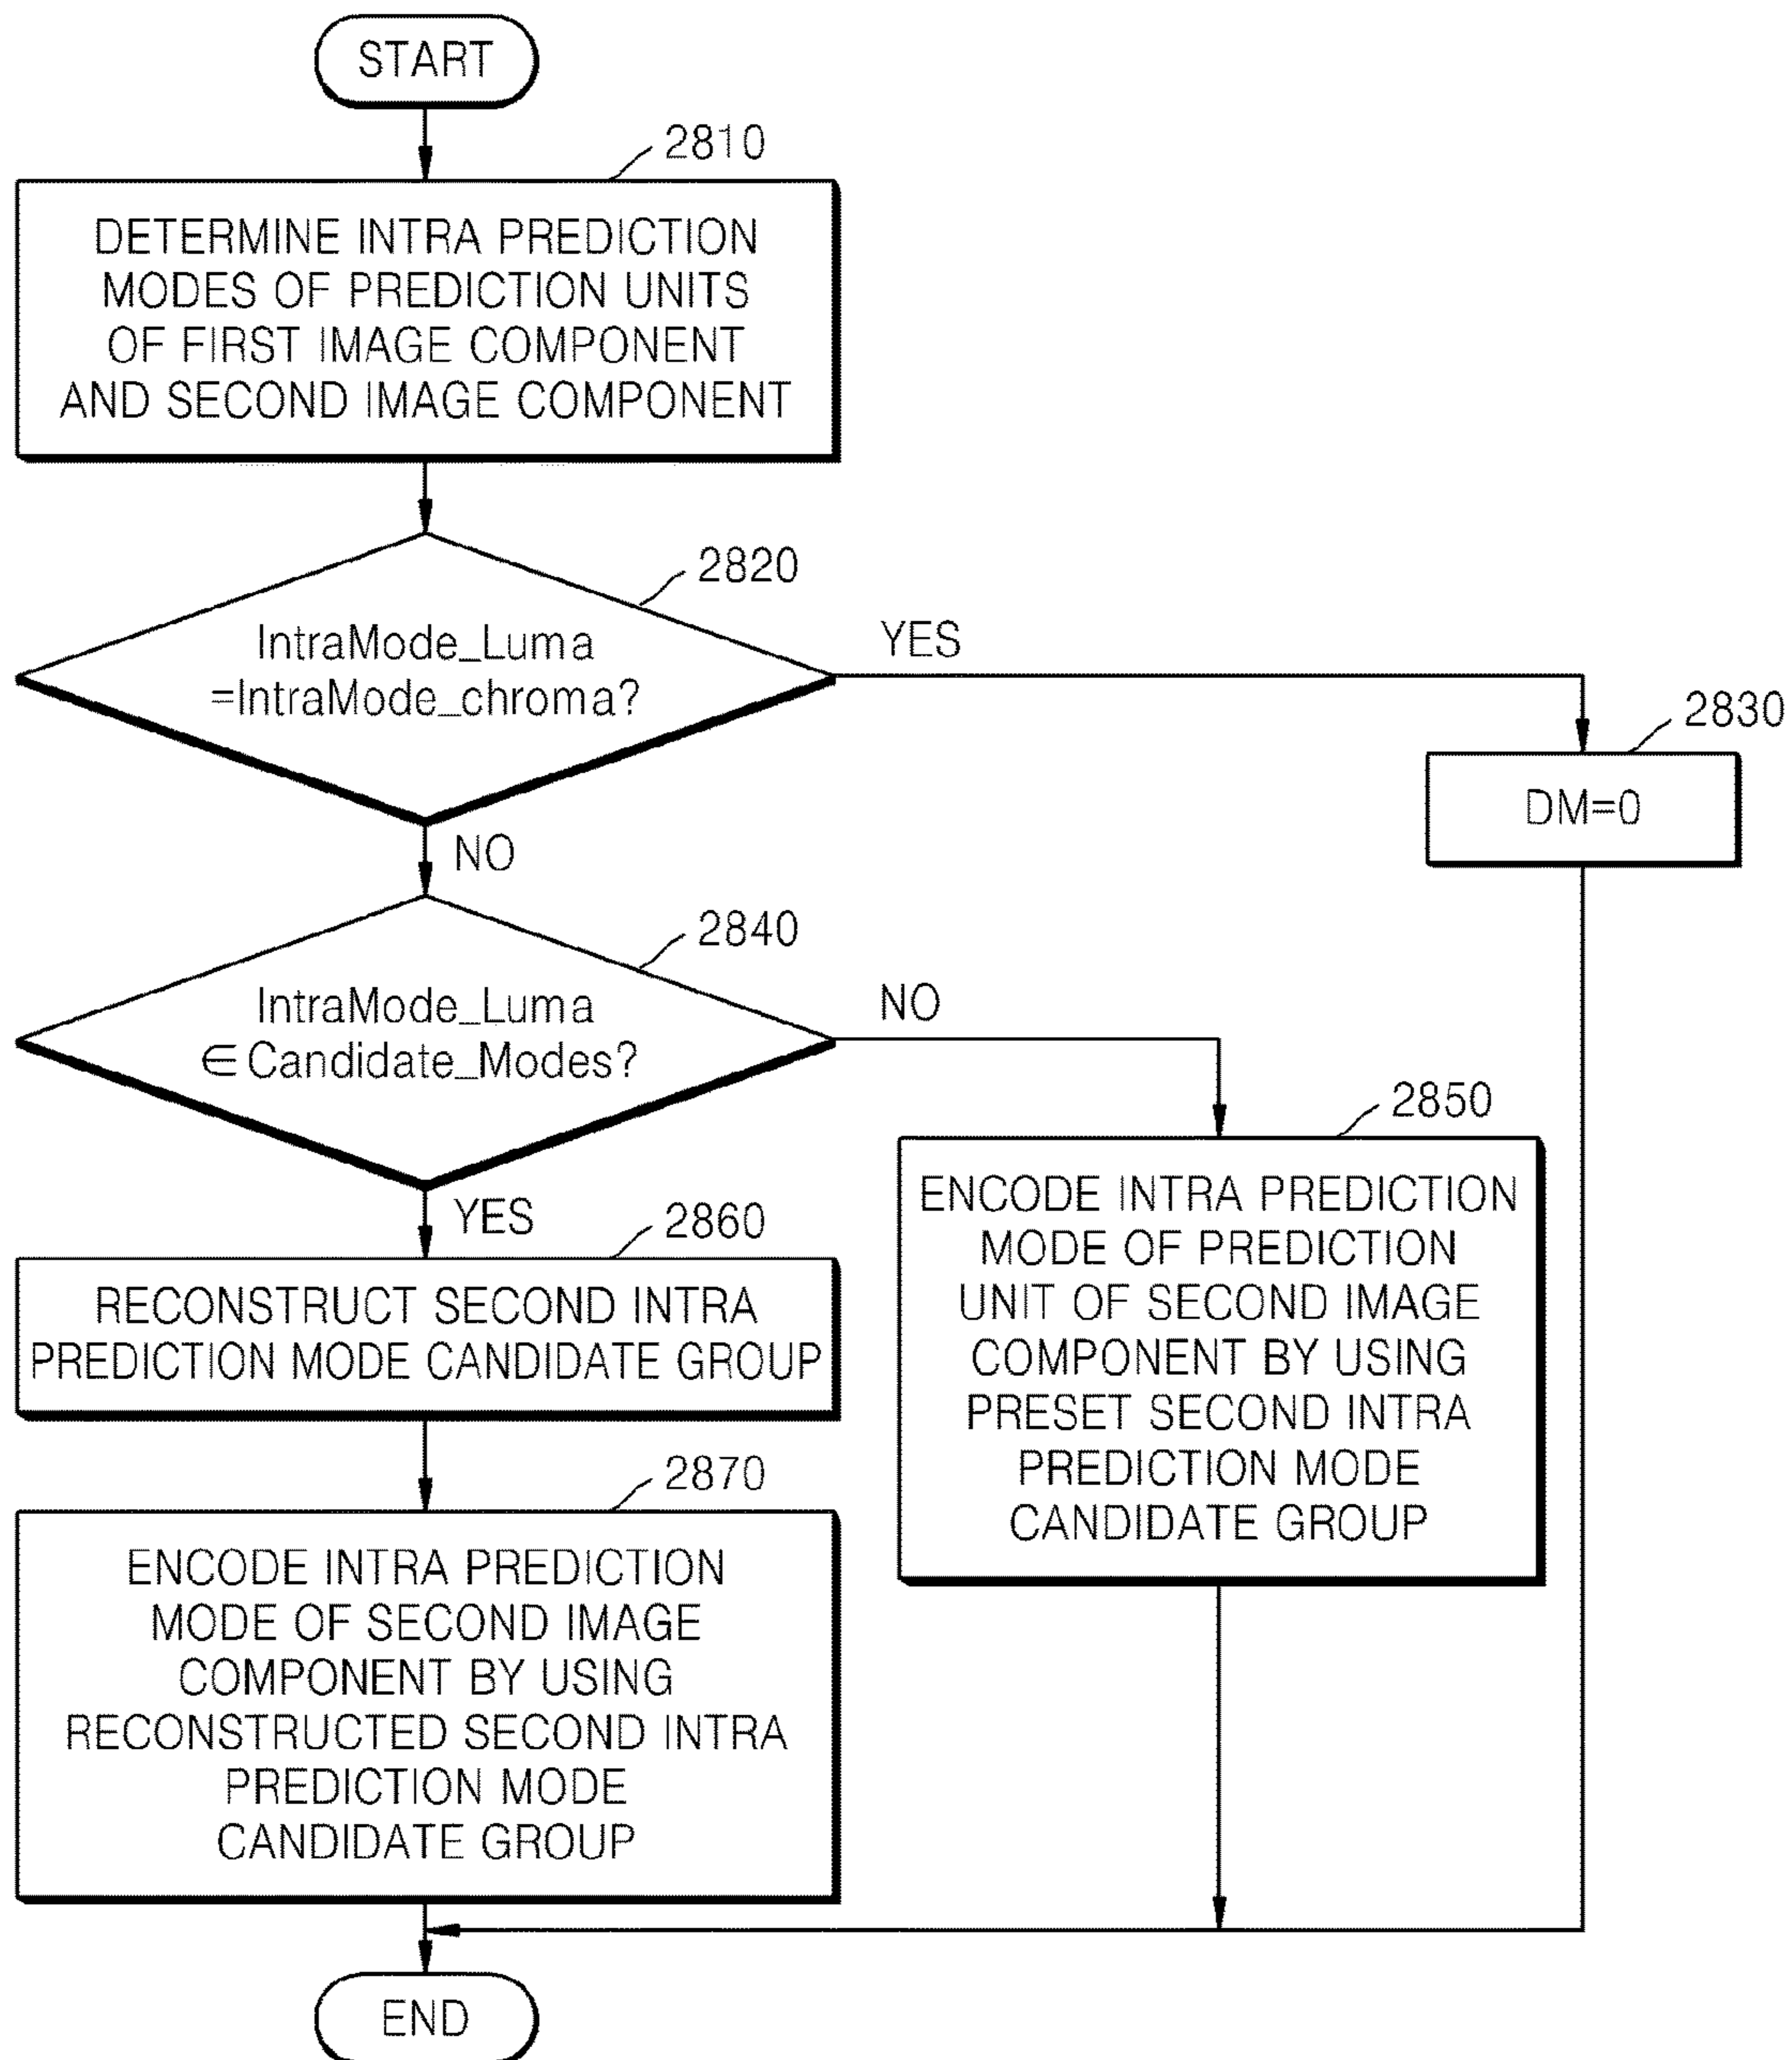 START
2810
DETERMINE INTRA PREDICTION
MODES OF PREDICTION UNITS
OF FIRST IMAGE COMPONENT
AND SECOND IMAGE COMPONENT
2820
IntraMode_Luma
=IntraMode_chroma?
YES
2830
DM=0
NO
2840
IntraMode_Luma
∈Candidate_Modes?
NO
2850
ENCODE INTRA PREDICTION
MODE OF PREDICTION
UNIT OF SECOND IMAGE
COMPONENT BY USING
PRESET SECOND INTRA
PREDICTION MODE
CANDIDATE GROUP
YES
2860
RECONSTRUCT SECOND INTRA
PREDICTION MODE CANDIDATE GROUP
2870
ENCODE INTRA PREDICTION
MODE OF SECOND IMAGE
COMPONENT BY USING
RECONSTRUCTED SECOND INTRA
PREDICTION MODE
CANDIDATE GROUP
END